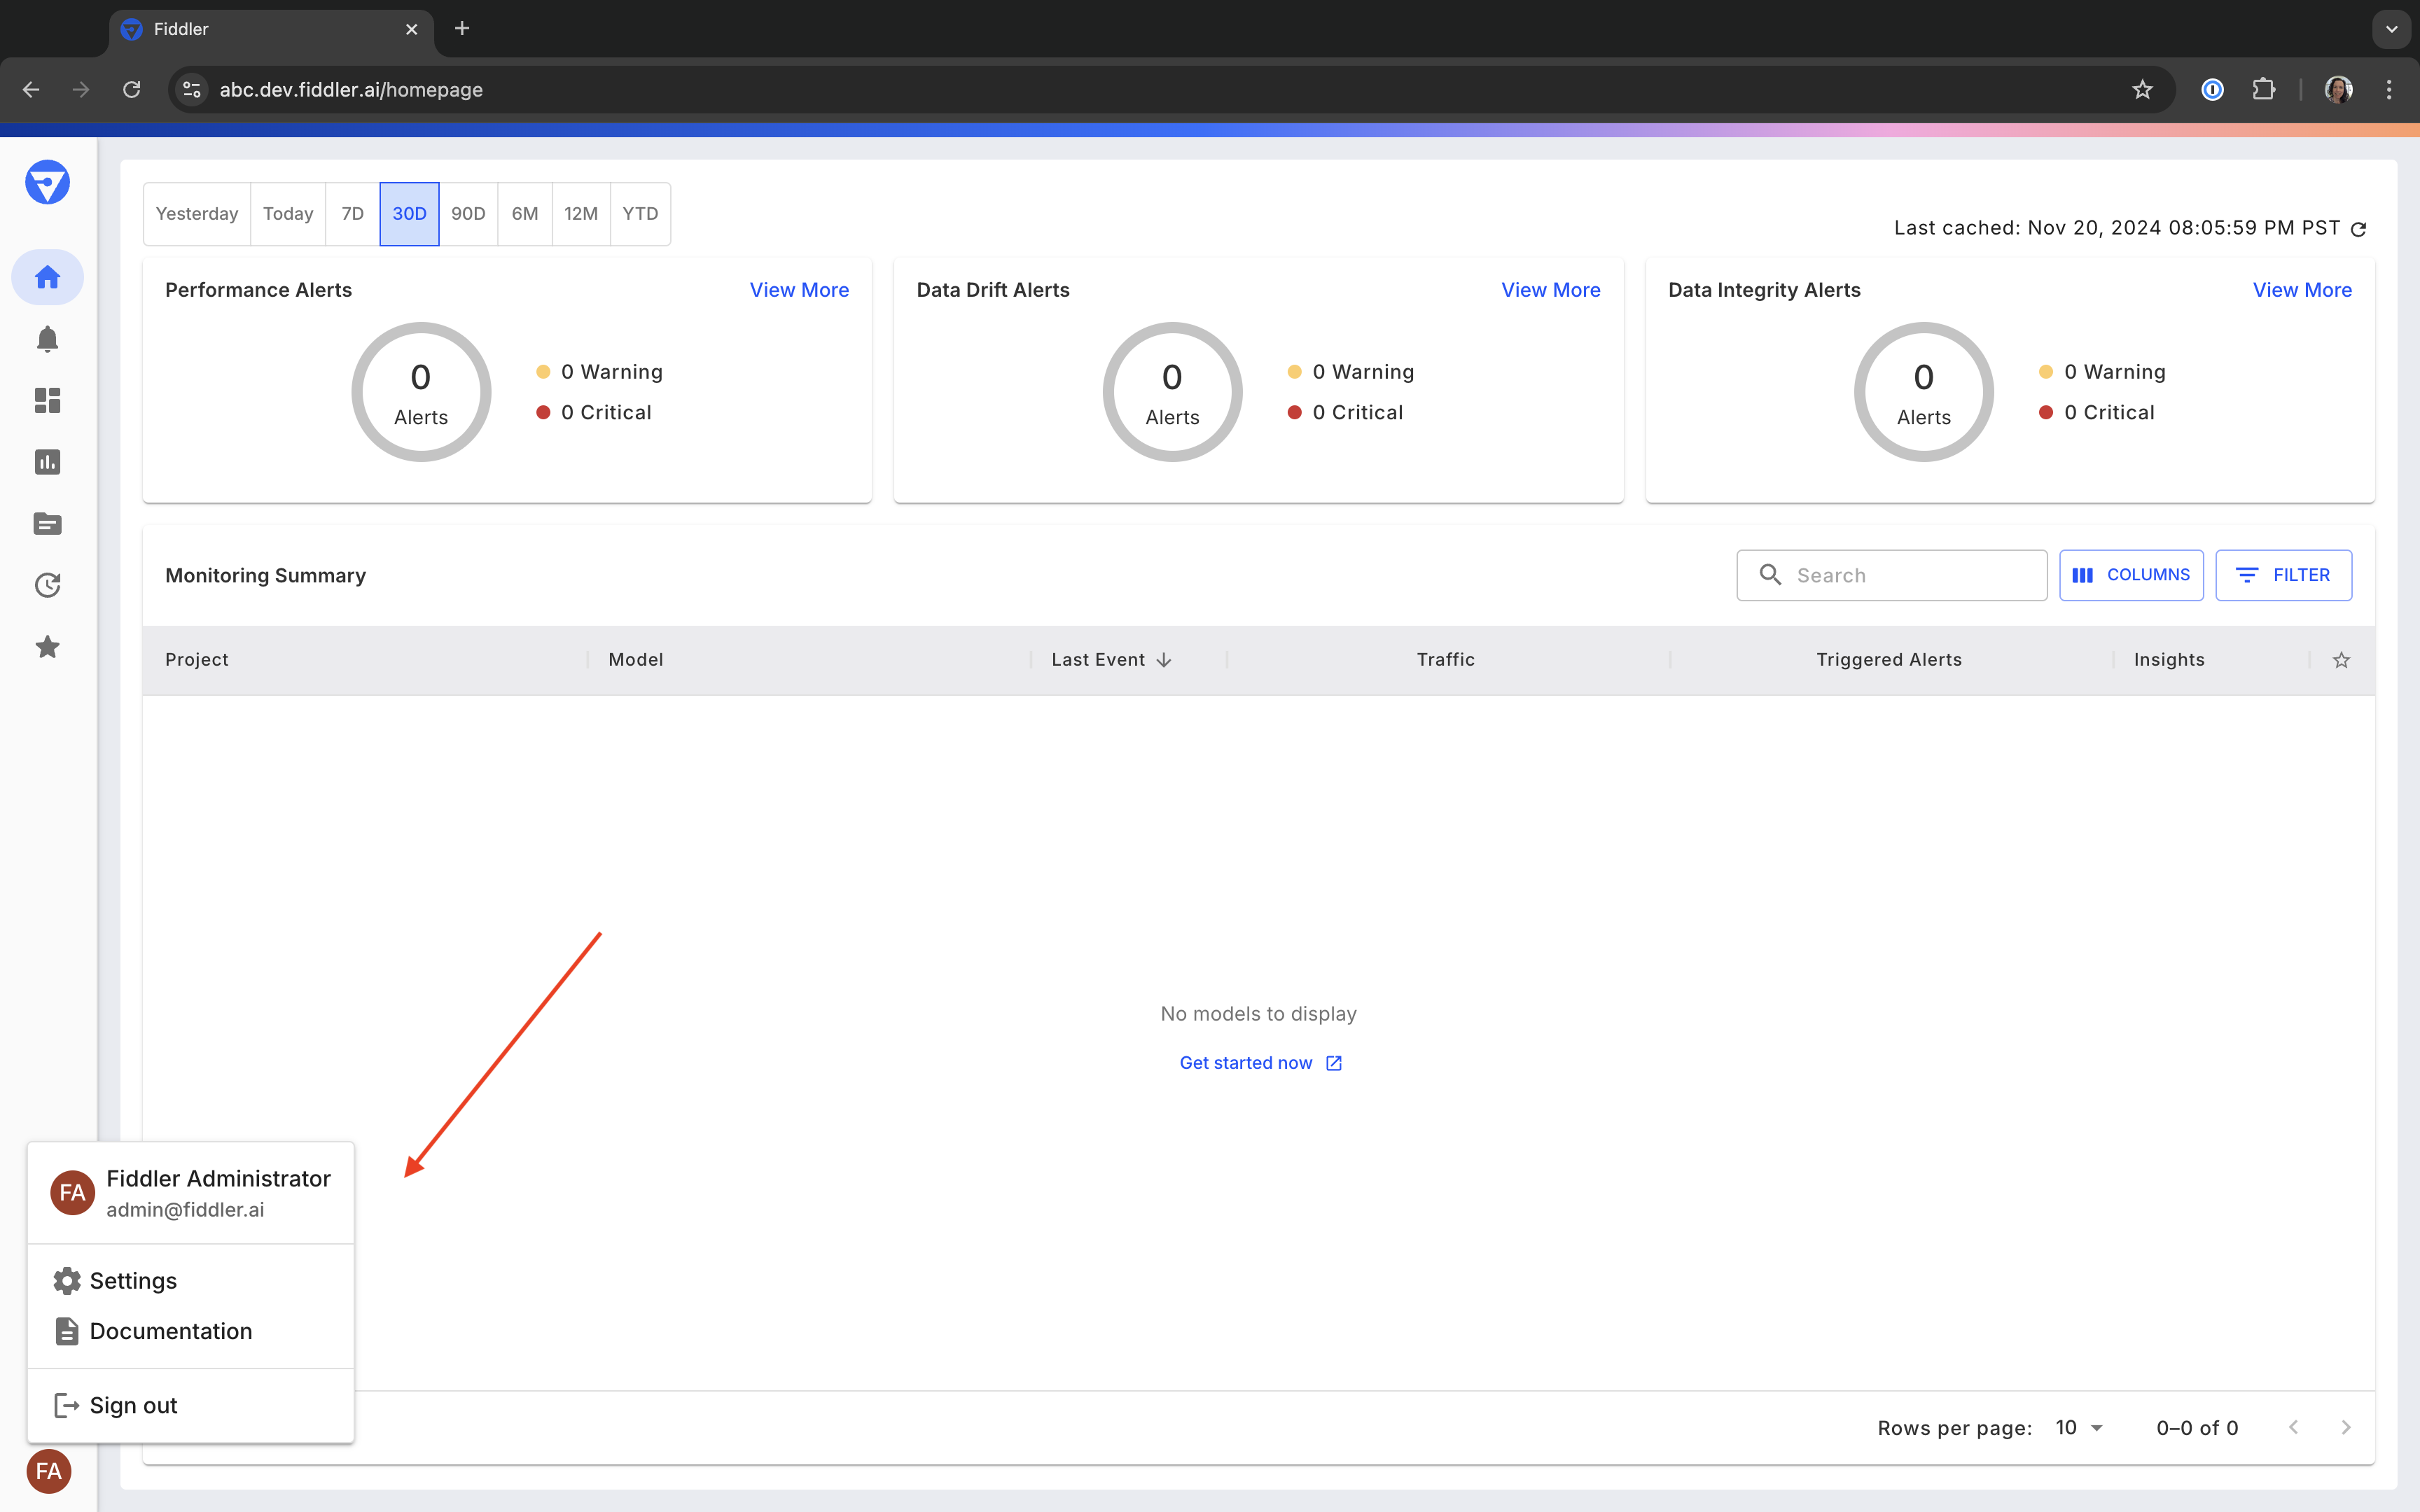 Fiddler
abc.dev.fiddler.ai/homepage
Yesterday Today 7D 30D 90D 6M 12M YTD
Last cached: Nov 20, 2024 08:05:59 PM PST
Performance Alerts View More
0
Alerts
0 Warning
0 Critical
Data Drift Alerts View More
0
Alerts
0 Warning
0 Critical
Data Integrity Alerts View More
0
Alerts
0 Warning
0 Critical
Monitoring Summary Search COLUMNS FILTER
Project Model Last Event Traffic Triggered Alerts Insights
No models to display
Get started now
FA Fiddler Administrator
admin@fiddler.ai
Settings
Documentation
Sign out
Rows per page: 10 0–0 of 0
FA